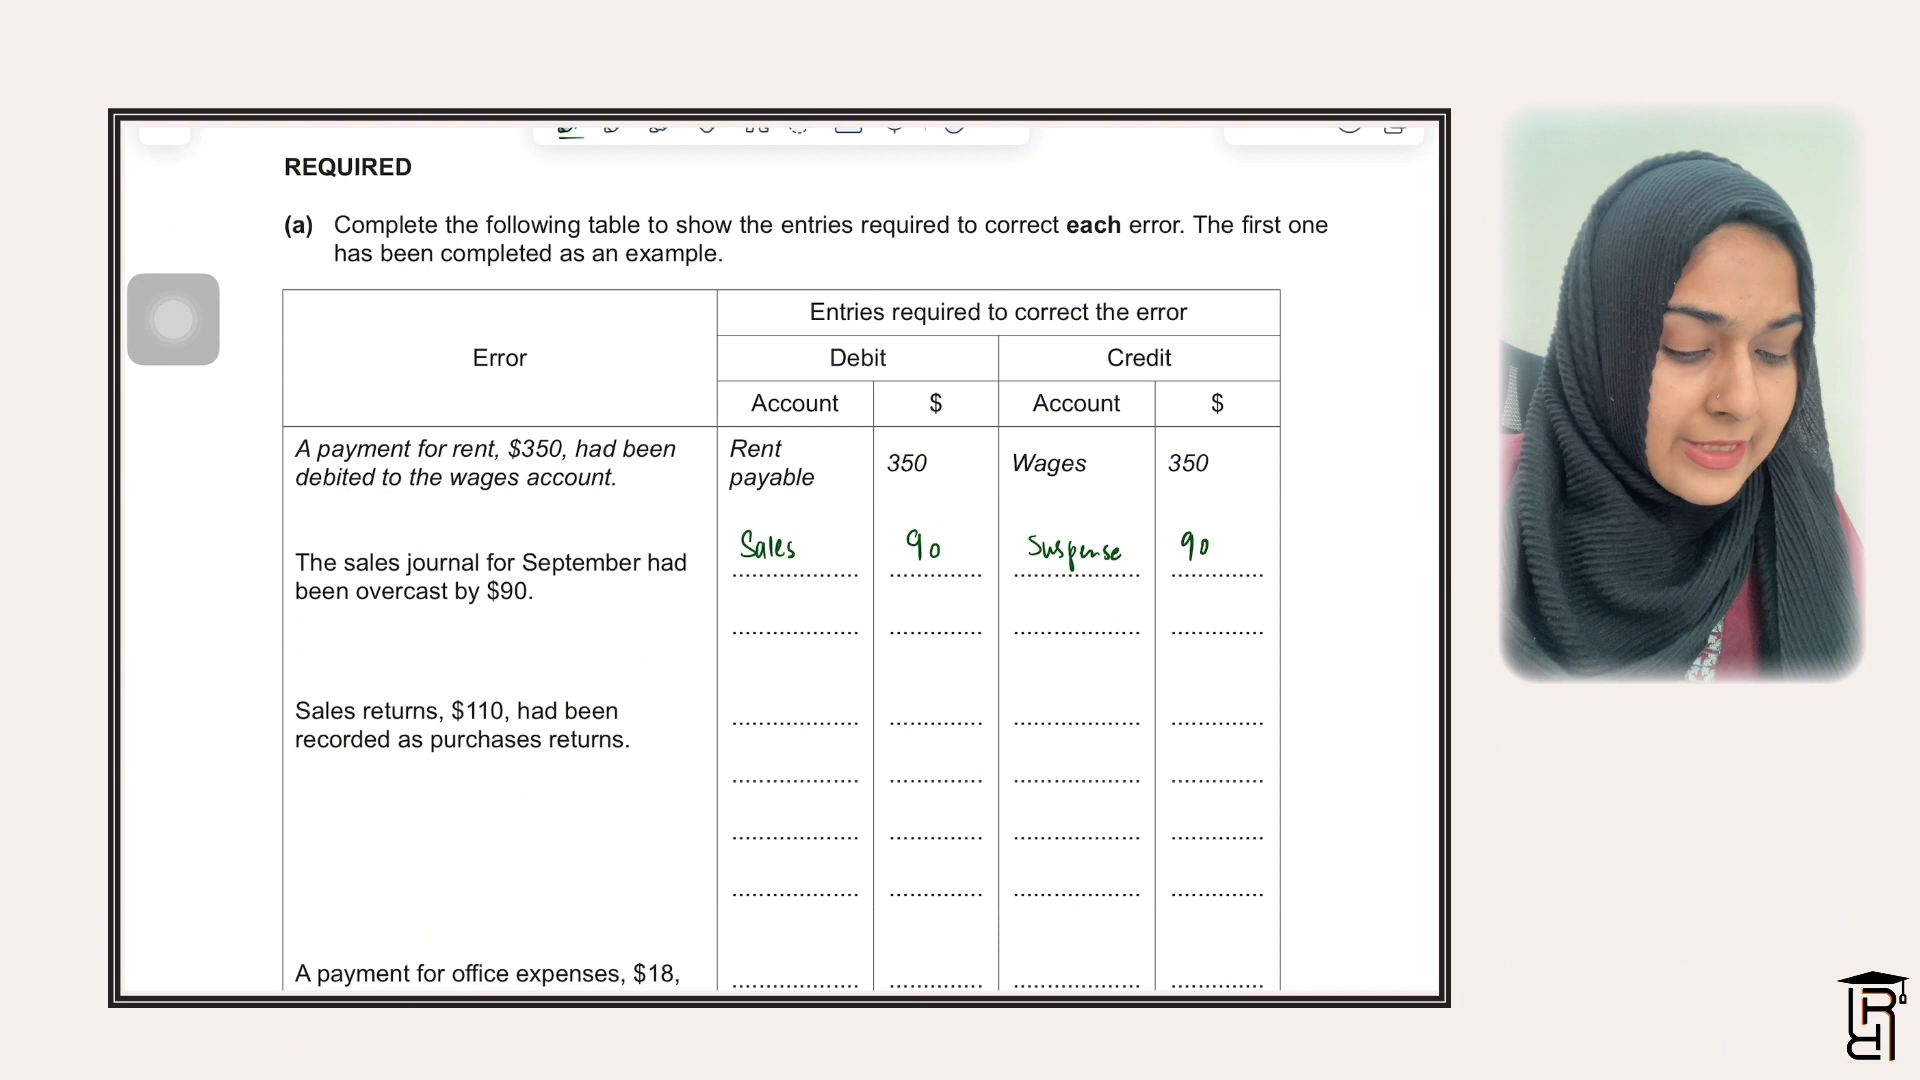 REQUIRED
(a) Complete the following table to show the entries required to correct each error. The first one
has been completed as an example.
Entries required to correct the error
Error
Debit
Credit
Account $ Account $
A payment for rent, $350, had been
debited to the wages account.
Rent
payable
350
Wages
350
Sales 90 Suspense 90
The sales journal for September had
been overcast by $90.
Sales returns, $110, had been
recorded as purchases returns.
A payment for office expenses, $18,